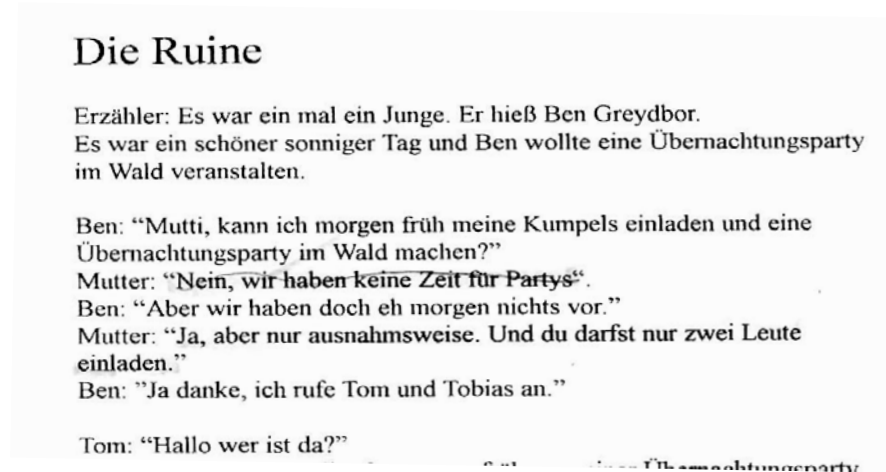 Die Ruine
Erzähler: Es war ein mal ein Junge. Er hieß Ben Greydbor.
Es war ein schöner sonniger Tag und Ben wollte eine Übernachtungsparty
im Wald veranstalten.
Ben: “Mutti, kann ich morgen früh meine Kumpels einladen und eine
Übernachtungsparty im Wald machen?”
Mutter: “Nein, wir haben keine Zeit für Partys“.
Ben: “Aber wir haben doch eh morgen nichts vor.”
Mutter: “Ja, aber nur ausnahmsweise. Und du darfst nur zwei Leute
einladen.”
Ben: ”Ja danke, ich rufe Tom und Tobias an.”
Tom: “Hallo wer ist da?”
Übernachtungsparty